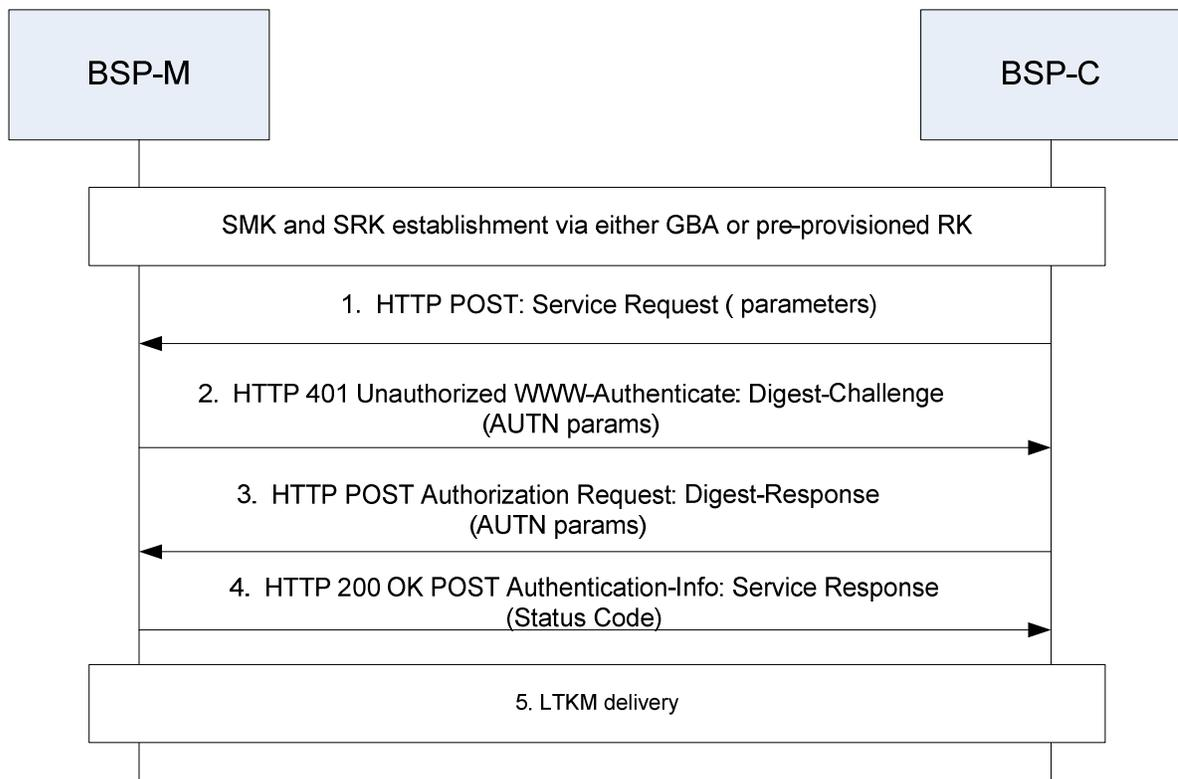 BSP-M
BSP-C
SMK and SRK establishment via either GBA or pre-provisioned RK
1. HTTP POST: Service Request ( parameters)
2. HTTP 401 Unauthorized WWW-Authenticate: Digest-Challenge
(AUTN params)
3. HTTP POST Authorization Request: Digest-Response
(AUTN params)
4. HTTP 200 OK POST Authentication-Info: Service Response
(Status Code)
5. LTKM delivery